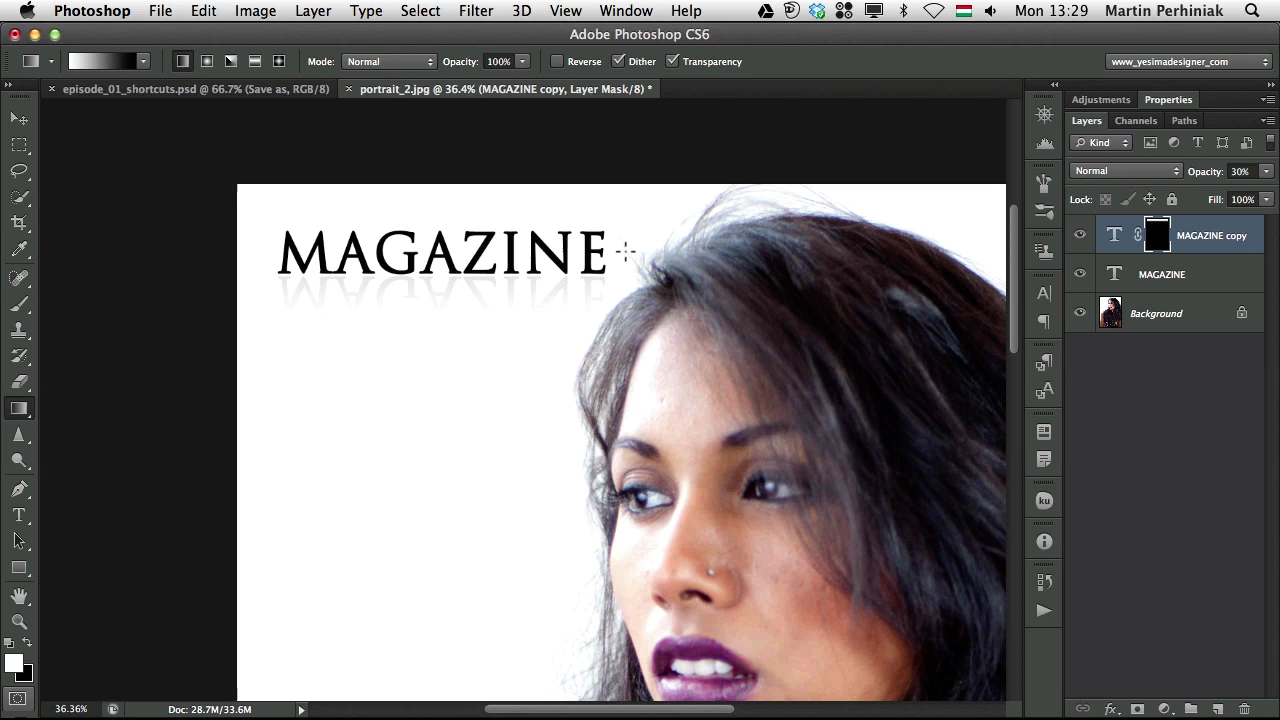 Photoshop File Edit Image Layer Type Select Filter 3D View Window Help Mon 13:29 Martin Perhiniak
Adobe Photoshop CS6
Mode: Normal Opacity: 100% Reverse Dither Transparency www_yesimadesigner_com
episode_01_shortcuts.psd @ 66.7% (Save as, RGB/8) portrait_2.jpg @ 36.4% (MAGAZINE copy, Layer Mask/8) *
Adjustments Properties
Layers Channels Paths
Kind
Normal Opacity: 30%
Lock: Fill: 100%
MAGAZINE copy
MAGAZINE
Background
MAGAZINE
ku
36.36% Doc: 28.7M/33.6M